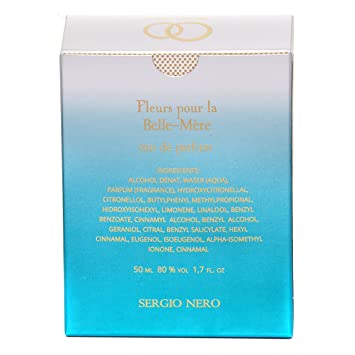 Fleurs pour la
Belle-Mère
eau de parfum
INGREDIENTS:
ALCOHOL DENAT, WATER (AQUA),
PARFUM (FRAGRANCE), HYDROXYCITRONELLAL,
CITRONELLOL, BUTYLPHENYL METHYLPROPIONAL,
HIDROXYISOHEXYL, LIMONENE, LINALOOL, BENZYL
BENZOATE, CINNAMYL ALCOHOL, BENZYL ALCOHOL,
GERANIOL, CITRAL, BENZYL SALICYLATE, HEXYL
CINNAMAL, EUGENOL, ISOEUGENOL, ALPHA-ISOMETHYL
IONONE, CINNAMAL
50 ML 80 % VOL 1,7 FL. OZ
SERGIO NERO